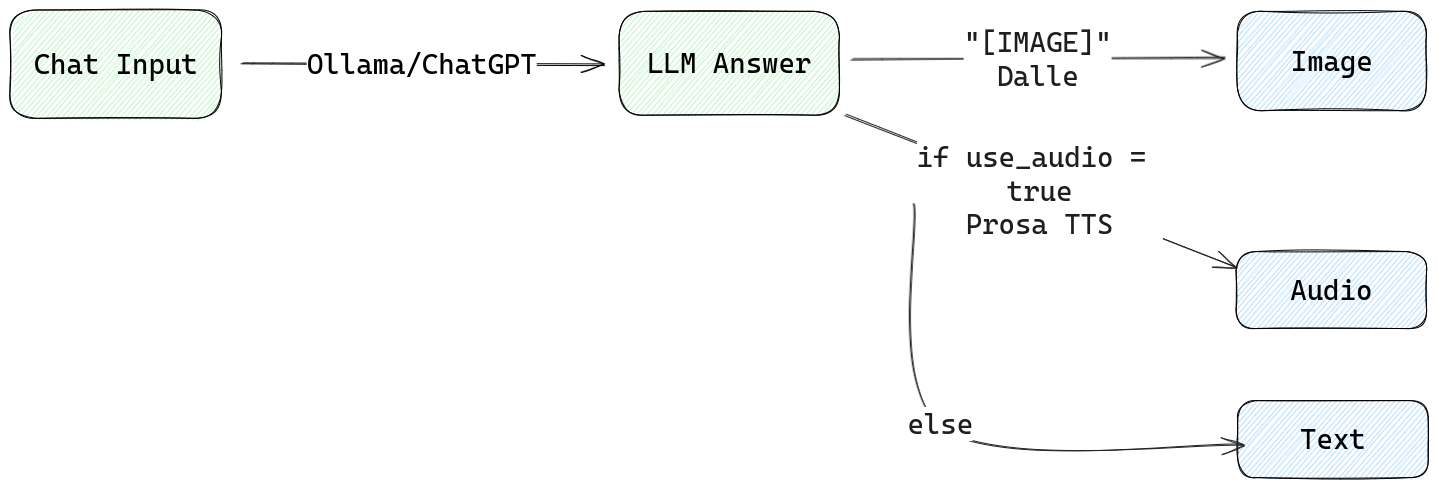 Chat Input
Ollama/ChatGPT
LLM Answer
"[IMAGE]"
Dalle
Image
if use_audio =
true
Prosa TTS
Audio
else
Text